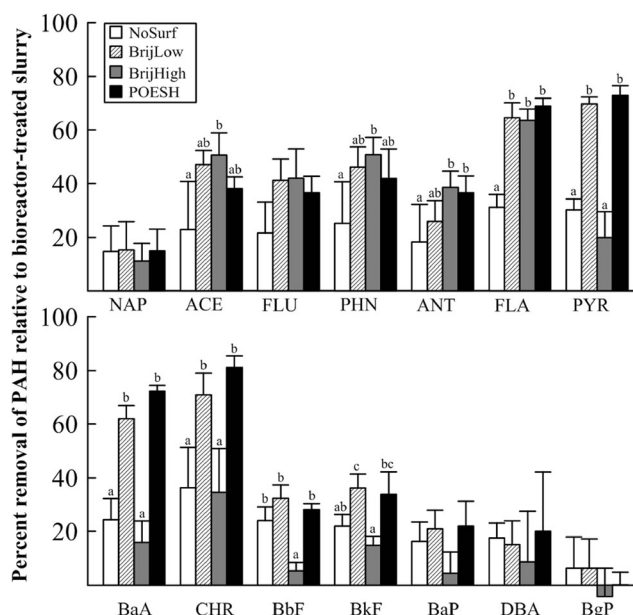 Percent removal of PAH relative to bioreactor-treated slurry
100
80
60
40
20
NoSurf
BrijLow
BrijHigh
POESH
a ab b ab
a ab b ab
a ab b b
a b b b
a b a b
NAP ACE FLU PHN ANT FLA PYR
100
80
60
40
20
0
a b a b
a b a b
b b a b
ab c a bc
BaA CHR BbF BkF BaP DBA BgP